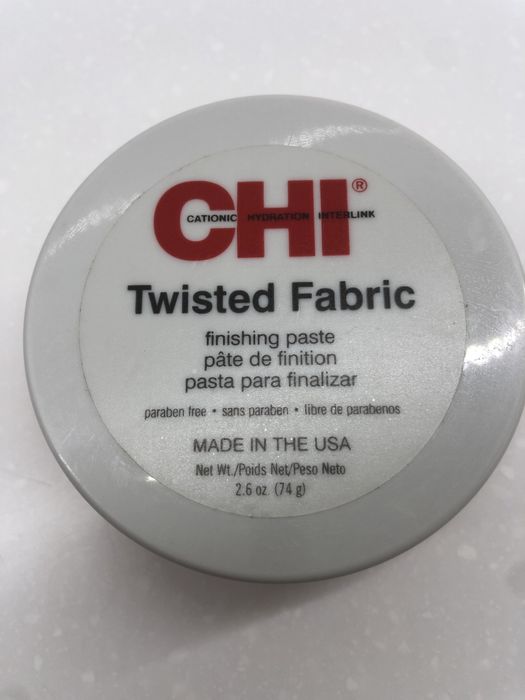 CHI®
CATIONIC HYDRATION INTERLINK
Twisted Fabric
finishing paste
pâte de finition
pasta para finalizar
paraben free • sans paraben • libre de parabenos
MADE IN THE USA
Net Wt./Poids Net/Peso Neto
2.6 oz. (74 g)